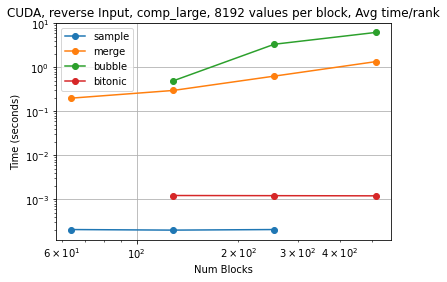 CUDA, reverse Input, comp_large, 8192 values per block, Avg time/rank
10¹
10⁰
10⁻¹
10⁻²
10⁻³
Time (seconds)
sample
merge
bubble
bitonic
6 × 10¹
10²
2 × 10²
3 × 10²
4 × 10²
Num Blocks